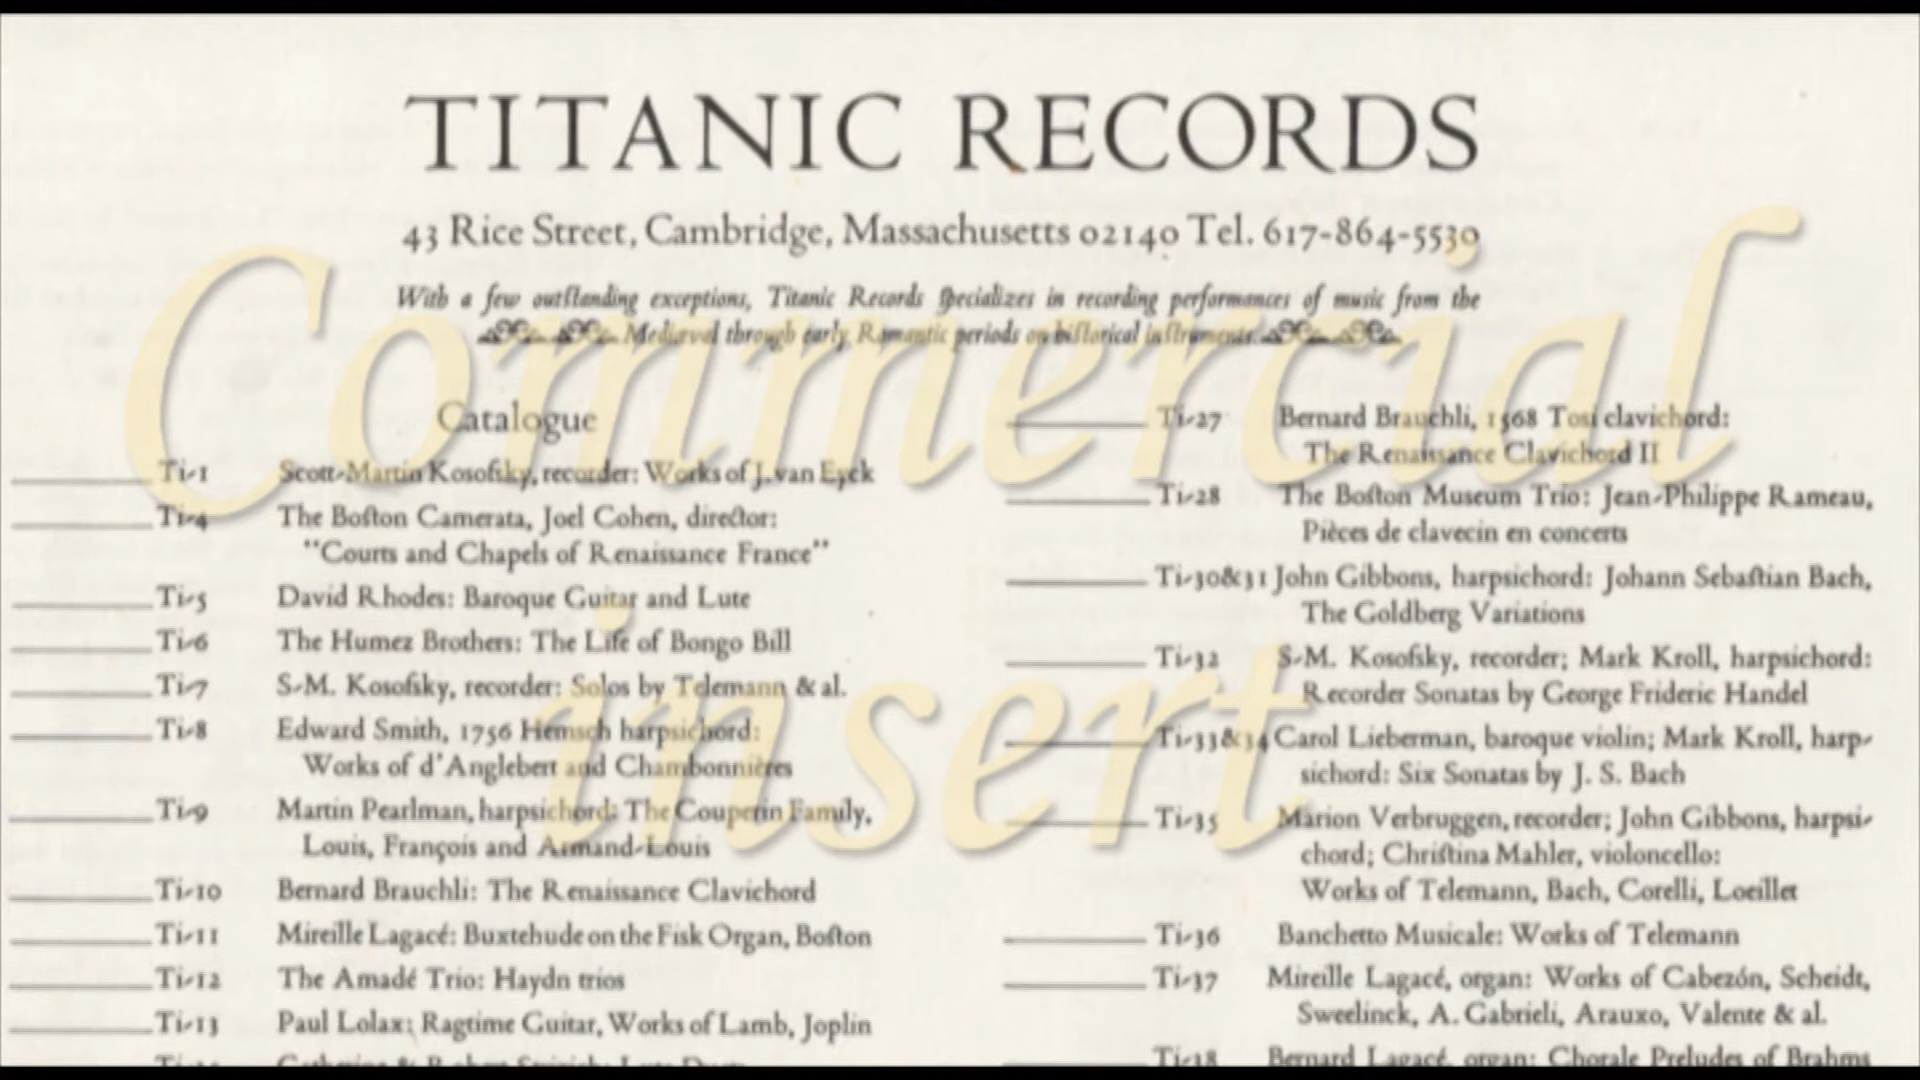 TITANIC RECORDS
43 Rice Street, Cambridge, Massachusetts 02140 Tel. 617-864-5530
With a few outstanding exceptions, Titanic Records specializes in recording performances of music from the
Mediæval through early Romantic periods on historical instruments.
Commercial
insert
Catalogue
Ti-1 Scott-Martin Kosofsky, recorder: Works of J. van Eyck
Ti-4 The Boston Camerata, Joel Cohen, director:
"Courts and Chapels of Renaissance France"
Ti-5 David Rhodes: Baroque Guitar and Lute
Ti-6 The Humez Brothers: The Life of Bongo Bill
Ti-7 S-M. Kosofsky, recorder: Solos by Telemann & al.
Ti-8 Edward Smith, 1756 Hemsch harpsichord:
Works of d'Anglebert and Chambonnières
Ti-9 Martin Pearlman, harpsichord: The Couperin Family,
Louis, François and Armand-Louis
Ti-10 Bernard Brauchli: The Renaissance Clavichord
Ti-11 Mireille Lagacé: Buxtehude on the Fisk Organ, Boston
Ti-12 The Amadé Trio: Haydn trios
Ti-13 Paul Lolax: Ragtime Guitar, Works of Lamb, Joplin
Ti-27 Bernard Brauchli, 1568 Tosi clavichord:
The Renaissance Clavichord II
Ti-28 The Boston Museum Trio: Jean-Philippe Rameau,
Pièces de clavecin en concerts
Ti-30&31 John Gibbons, harpsichord: Johann Sebastian Bach,
The Goldberg Variations
Ti-32 S-M. Kosofsky, recorder; Mark Kroll, harpsichord:
Recorder Sonatas by George Frideric Handel
Ti-33&34 Carol Lieberman, baroque violin; Mark Kroll, harp-
sichord: Six Sonatas by J. S. Bach
Ti-35 Marion Verbruggen, recorder; John Gibbons, harpsi-
chord; Christina Mahler, violoncello:
Works of Telemann, Bach, Corelli, Loeillet
Ti-36 Banchetto Musicale: Works of Telemann
Ti-37 Mireille Lagacé, organ: Works of Cabezón, Scheidt,
Sweelinck, A. Gabrieli, Arauxo, Valente & al.
Ti-38 Bernard Lagacé, organ: Chorale Preludes of Brahms